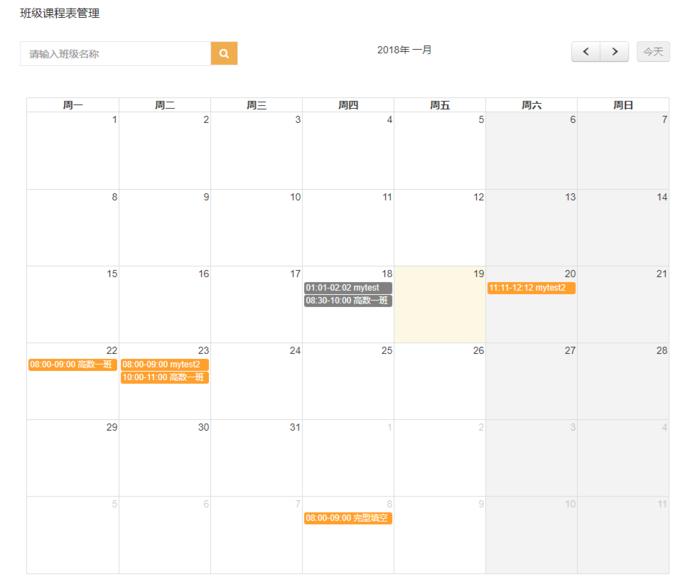 班级课程表管理
请输入班级名称
2018年 一月
今天
周一 周二 周三 周四 周五 周六 周日
1 2 3 4 5 6 7
8 9 10 11 12 13 14
15 16 17 18 19 20 21
01:01-02:02 mytest 11:11-12:12 mytest2
08:30-10:00 高数一班
22 23 24 25 26 27 28
08:00-09:00 高数一班 08:00-09:00 mytest2
10:00-11:00 高数一班
29 30 31 1 2 3 4
5 6 7 8 9 10 11
08:00-09:00 完型填空